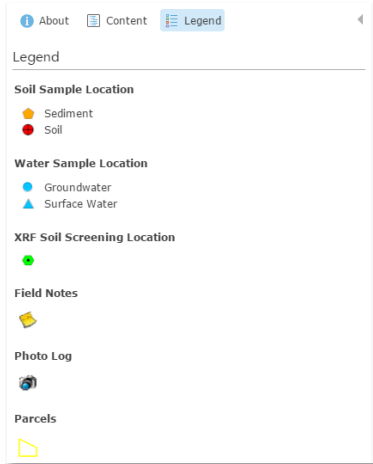 About Content Legend
Legend
Soil Sample Location
Sediment
Soil
Water Sample Location
Groundwater
Surface Water
XRF Soil Screening Location
Field Notes
Photo Log
Parcels